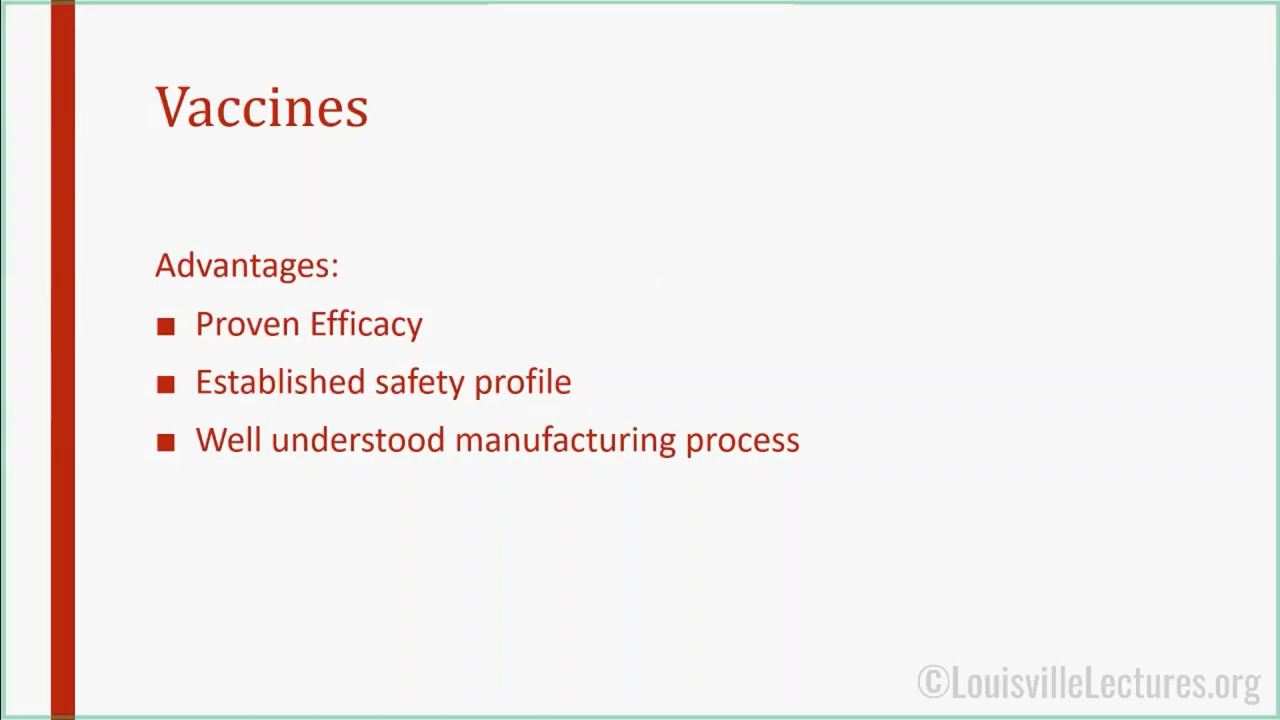 Vaccines
Advantages:
■ Proven Efficacy
■ Established safety profile
■ Well understood manufacturing process
©LouisvilleLectures.org